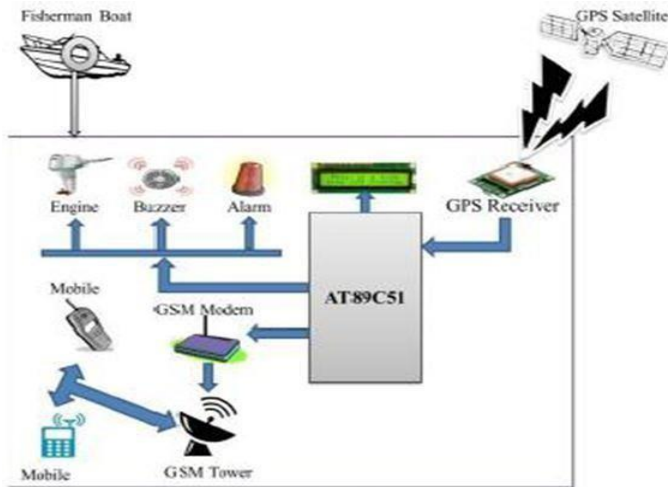 Fisherman Boat
GPS Satellite
Engine
Buzzer
Alarm
GPS Receiver
AT89C51
Mobile
GSM Modem
Mobile
GSM Tower